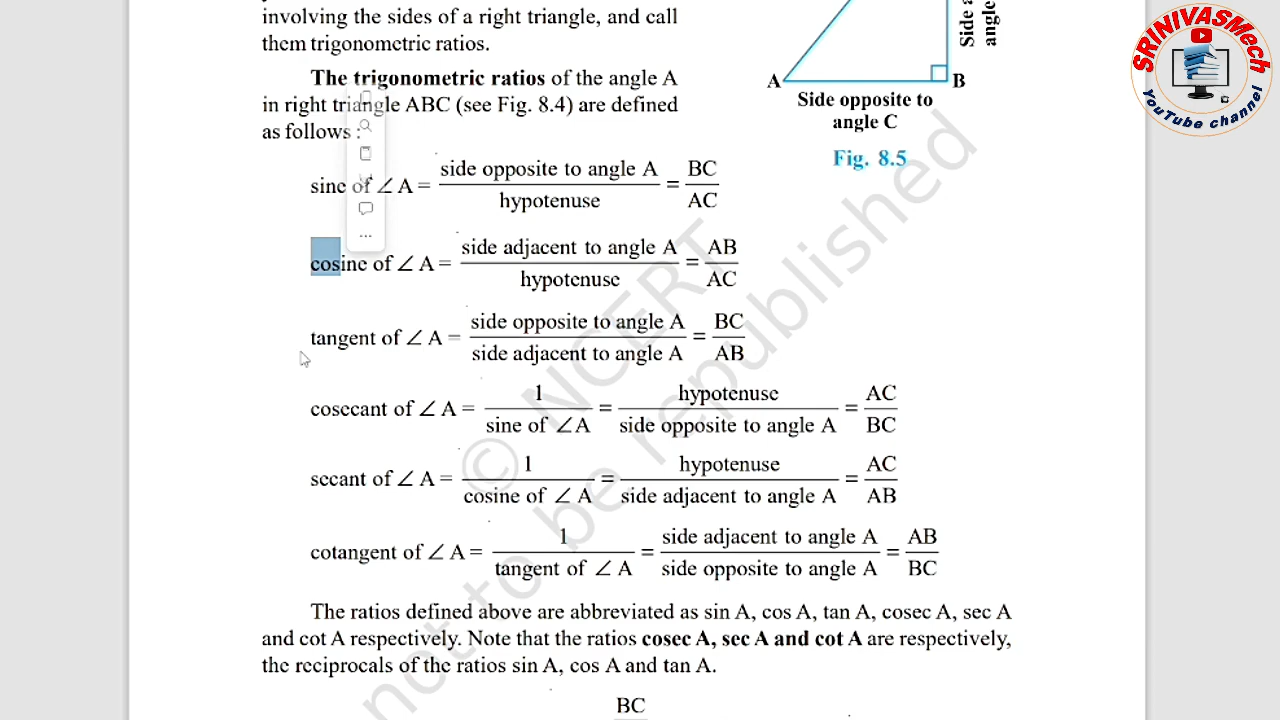 involving the sides of a right triangle, and call
them trigonometric ratios.
The trigonometric ratios of the angle A
in right triangle ABC (see Fig. 8.4) are defined
as follows :
Side
angle
A
B
Side opposite to
angle C
Fig. 8.5
SRINIVASMech
YouTube channel
sine of ∠ A = side opposite to angle A / hypotenuse = BC / AC
cosine of ∠ A = side adjacent to angle A / hypotenuse = AB / AC
tangent of ∠ A = side opposite to angle A / side adjacent to angle A = BC / AB
cosecant of ∠ A = 1 / sine of ∠ A = hypotenuse / side opposite to angle A = AC / BC
secant of ∠ A = 1 / cosine of ∠ A = hypotenuse / side adjacent to angle A = AC / AB
cotangent of ∠ A = 1 / tangent of ∠ A = side adjacent to angle A / side opposite to angle A = AB / BC
The ratios defined above are abbreviated as sin A, cos A, tan A, cosec A, sec A
and cot A respectively. Note that the ratios cosec A, sec A and cot A are respectively,
the reciprocals of the ratios sin A, cos A and tan A.
BC
© NCERT
not to be republished